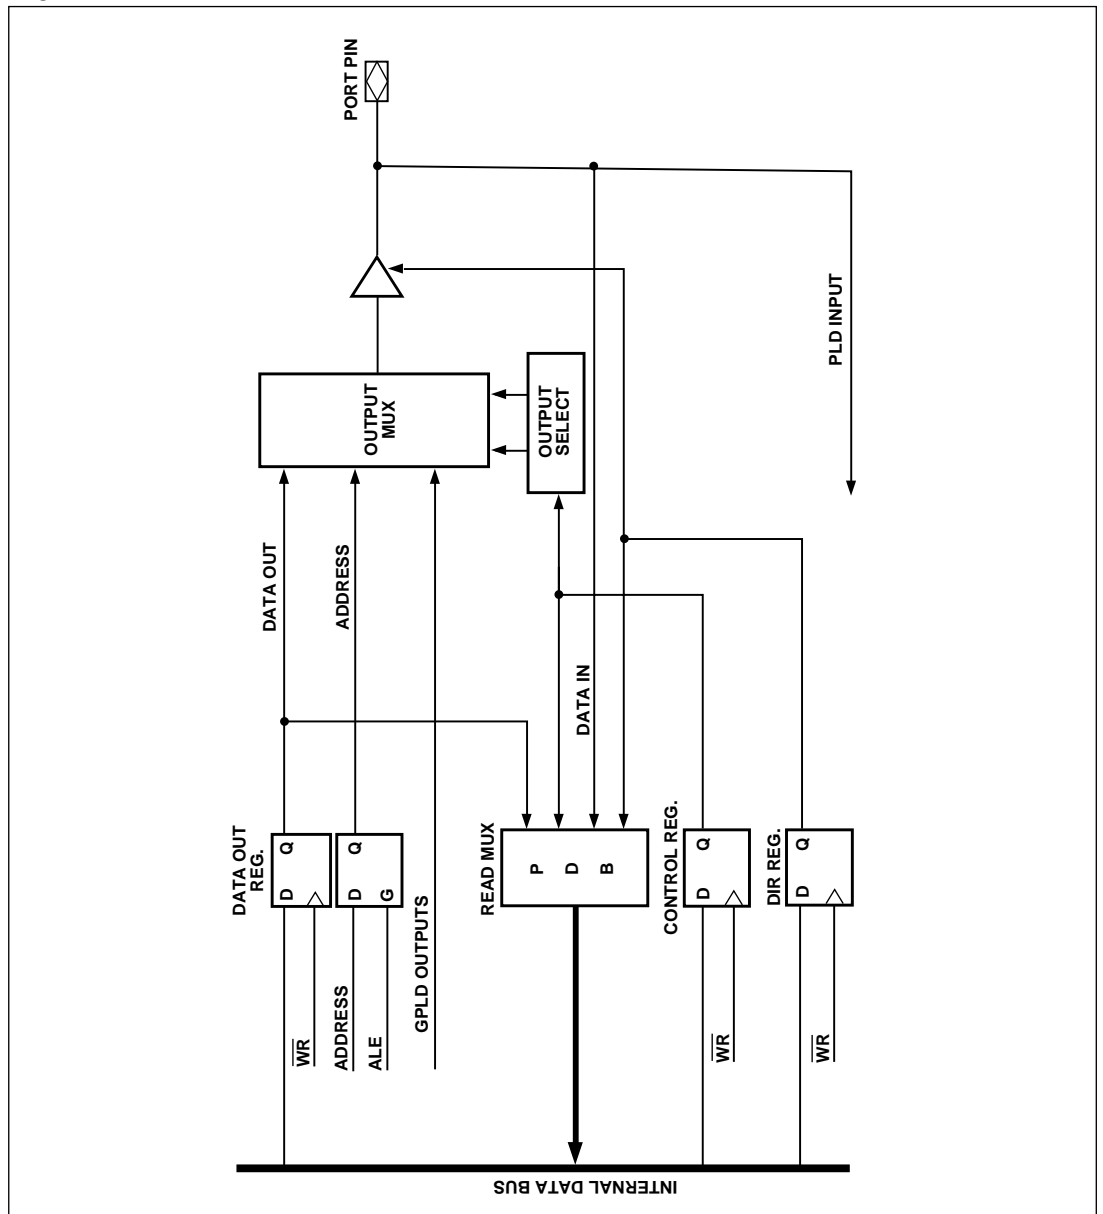 PORT PIN
PLD INPUT
OUTPUT
MUX
OUTPUT
SELECT
DATA OUT
ADDRESS
DATA IN
DATA OUT
REG.
D Q
D Q
G
READ MUX
P
D
B
CONTROL REG.
D Q
DIR REG.
D Q
WR
ADDRESS
ALE
GPLD OUTPUTS
WR
WR
INTERNAL DATA BUS